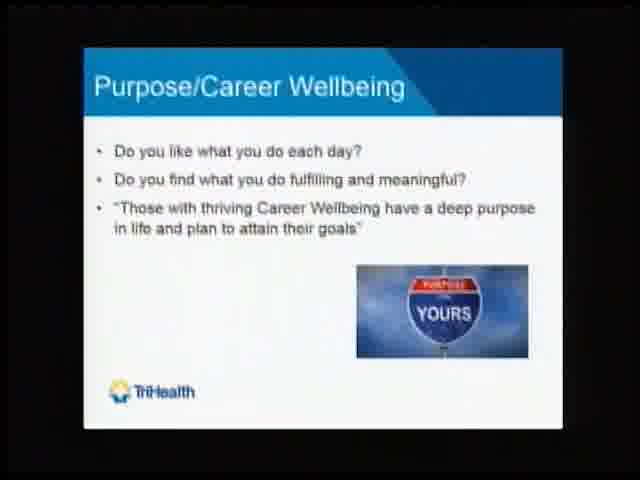 Purpose/Career Wellbeing
• Do you like what you do each day?
• Do you find what you do fulfilling and meaningful?
• "Those with thriving Career Wellbeing have a deep purpose
in life and plan to attain their goals"
PURPOSE
YOURS
TriHealth